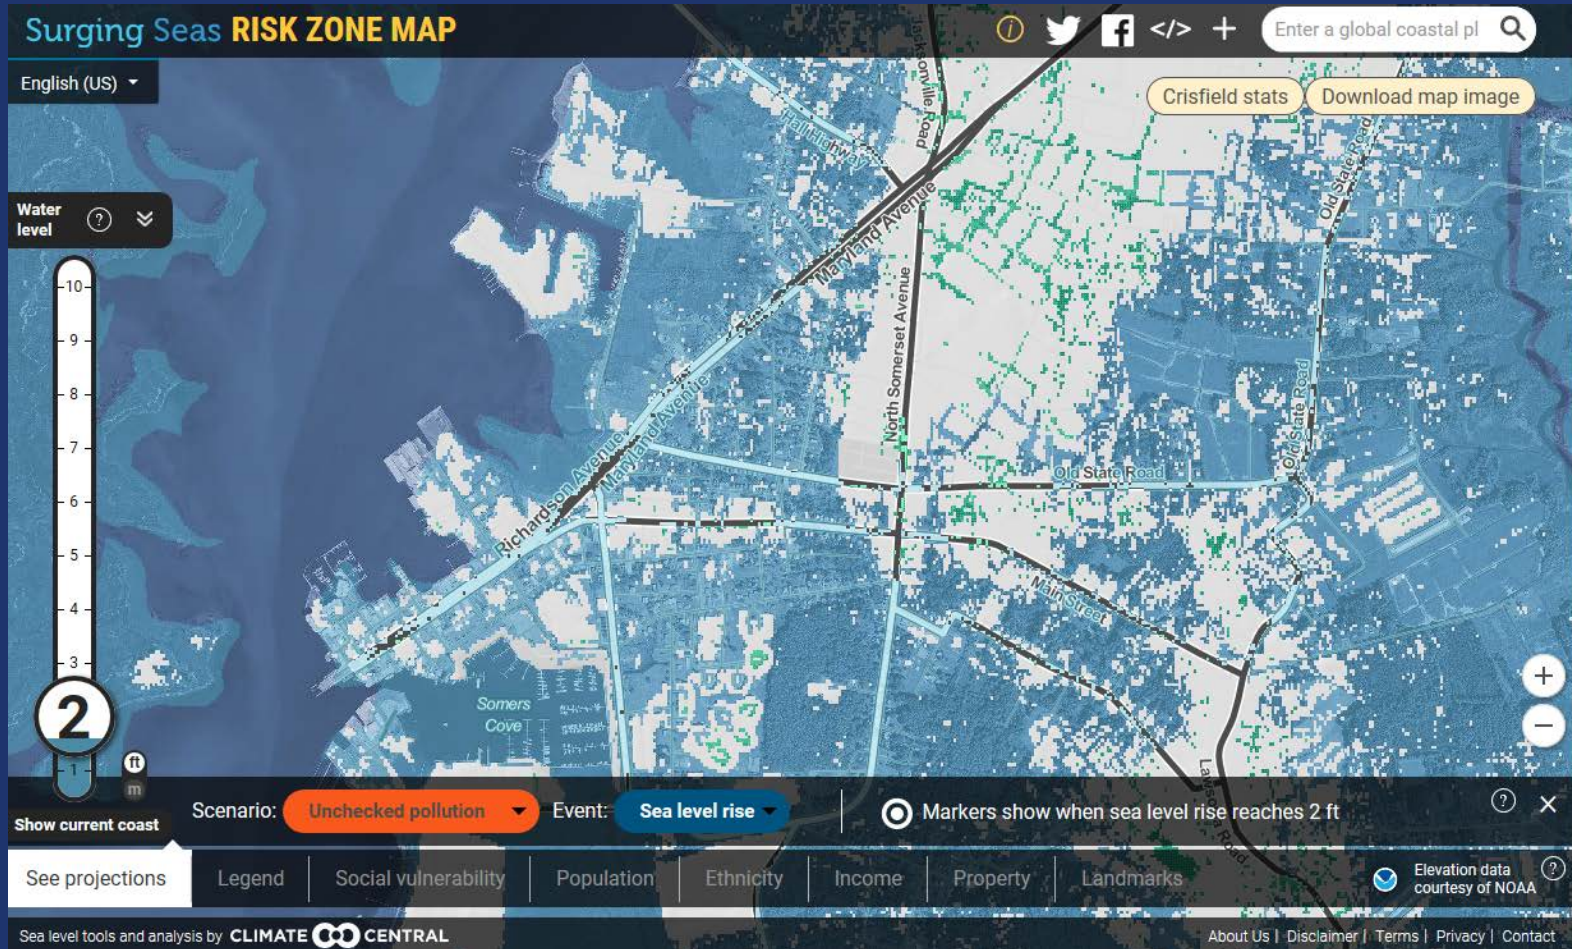 Surging Seas RISK ZONE MAP
i
</>
+
Enter a global coastal pl
English (US)
Crisfield stats
Download map image
Jacksonville Road
Hall Highway
Old State Road
Maryland Avenue
North Somerset Avenue
Water
level
?
10
9
8
7
6
5
4
3
2
1
ft
m
Maryland Avenue
Richardson Avenue
Old State Road
Old State Road
Main Street
Somers
Cove
+
−
Show current coast
Scenario:
Unchecked pollution
Event:
Sea level rise
Markers show when sea level rise reaches 2 ft
?
×
See projections
Legend
Social vulnerability
Population
Ethnicity
Income
Property
Landmarks
Elevation data
courtesy of NOAA
?
Sea level tools and analysis by CLIMATE CENTRAL
About Us | Disclaimer | Terms | Privacy | Contact